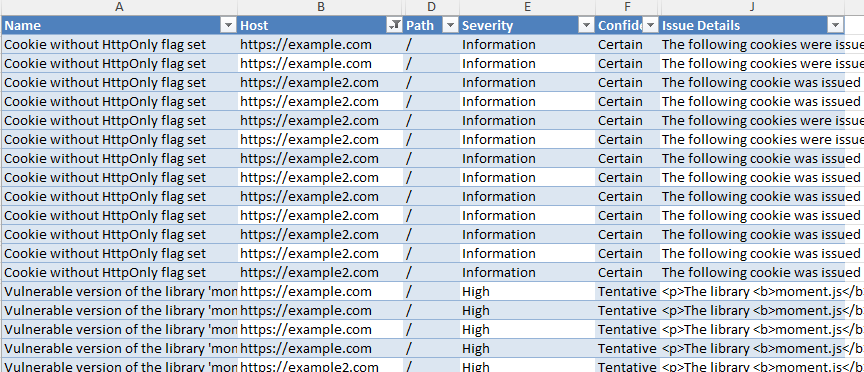 A B D E F J
Name Host Path Severity Confide Issue Details
Cookie without HttpOnly flag set https://example.com / Information Certain The following cookies were issue
Cookie without HttpOnly flag set https://example.com / Information Certain The following cookies were issue
Cookie without HttpOnly flag set https://example2.com / Information Certain The following cookie was issued
Cookie without HttpOnly flag set https://example2.com / Information Certain The following cookie was issued
Cookie without HttpOnly flag set https://example2.com / Information Certain The following cookies were issue
Cookie without HttpOnly flag set https://example2.com / Information Certain The following cookies were issue
Cookie without HttpOnly flag set https://example2.com / Information Certain The following cookie was issued
Cookie without HttpOnly flag set https://example2.com / Information Certain The following cookie was issued
Cookie without HttpOnly flag set https://example2.com / Information Certain The following cookie was issued
Cookie without HttpOnly flag set https://example2.com / Information Certain The following cookie was issued
Cookie without HttpOnly flag set https://example2.com / Information Certain The following cookie was issued
Cookie without HttpOnly flag set https://example2.com / Information Certain The following cookie was issued
Cookie without HttpOnly flag set https://example2.com / Information Certain The following cookie was issued
Vulnerable version of the library 'mon https://example.com / High Tentative <p>The library <b>moment.js</b
Vulnerable version of the library 'mon https://example.com / High Tentative <p>The library <b>moment.js</b
Vulnerable version of the library 'mon https://example.com / High Tentative <p>The library <b>moment.js</b
Vulnerable version of the library 'mon https://example.com / High Tentative <p>The library <b>moment.js</b
Vulnerable version of the library 'mon https://example2.com / High Tentative <p>The library <b>moment.js</b